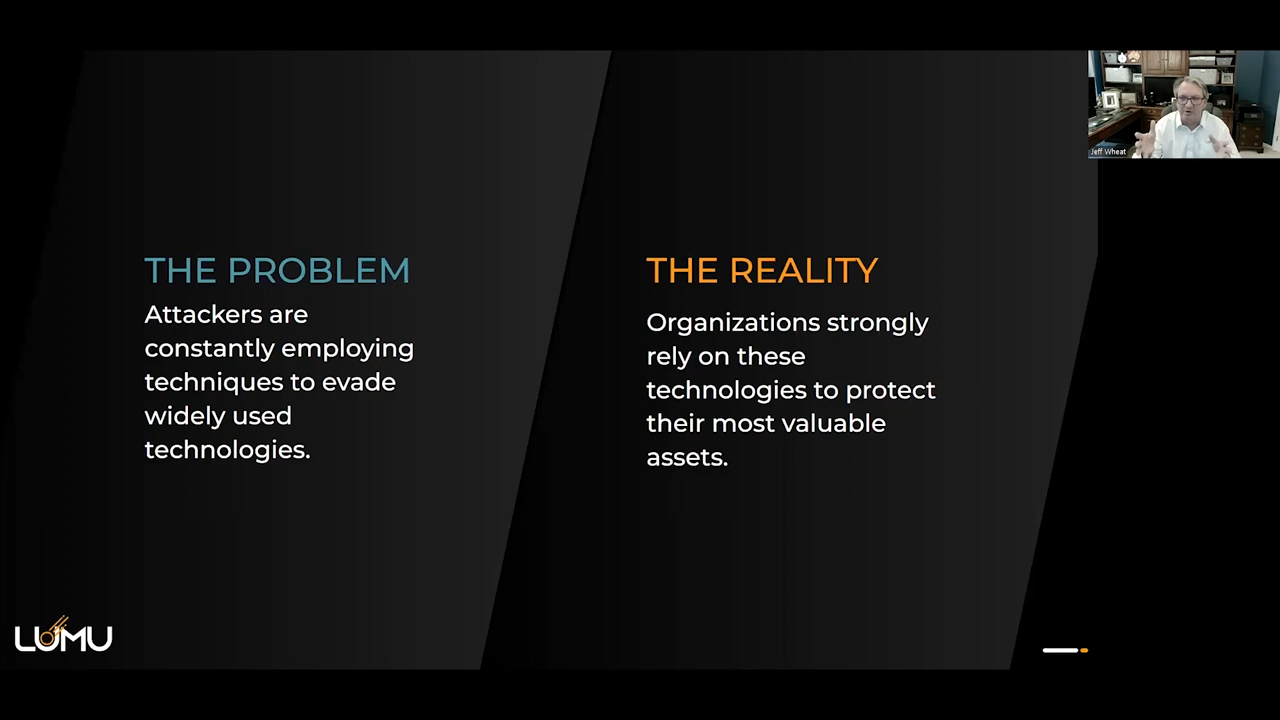 Jeff Wheat
THE PROBLEM
Attackers are
constantly employing
techniques to evade
widely used
technologies.
THE REALITY
Organizations strongly
rely on these
technologies to protect
their most valuable
assets.
LUMU